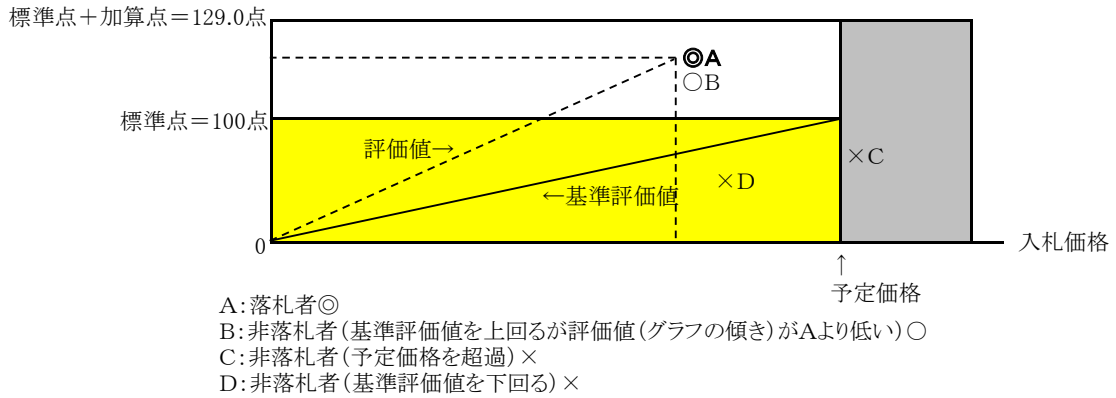 標準点+加算点=129.0点
◎A
○B
標準点=100点
評価値→
×C
×D
←基準評価値
0
入札価格
↑
予定価格
A:落札者◎
B:非落札者(基準評価値を上回るが評価値(グラフの傾き)がAより低い)○
C:非落札者(予定価格を超過)×
D:非落札者(基準評価値を下回る)×